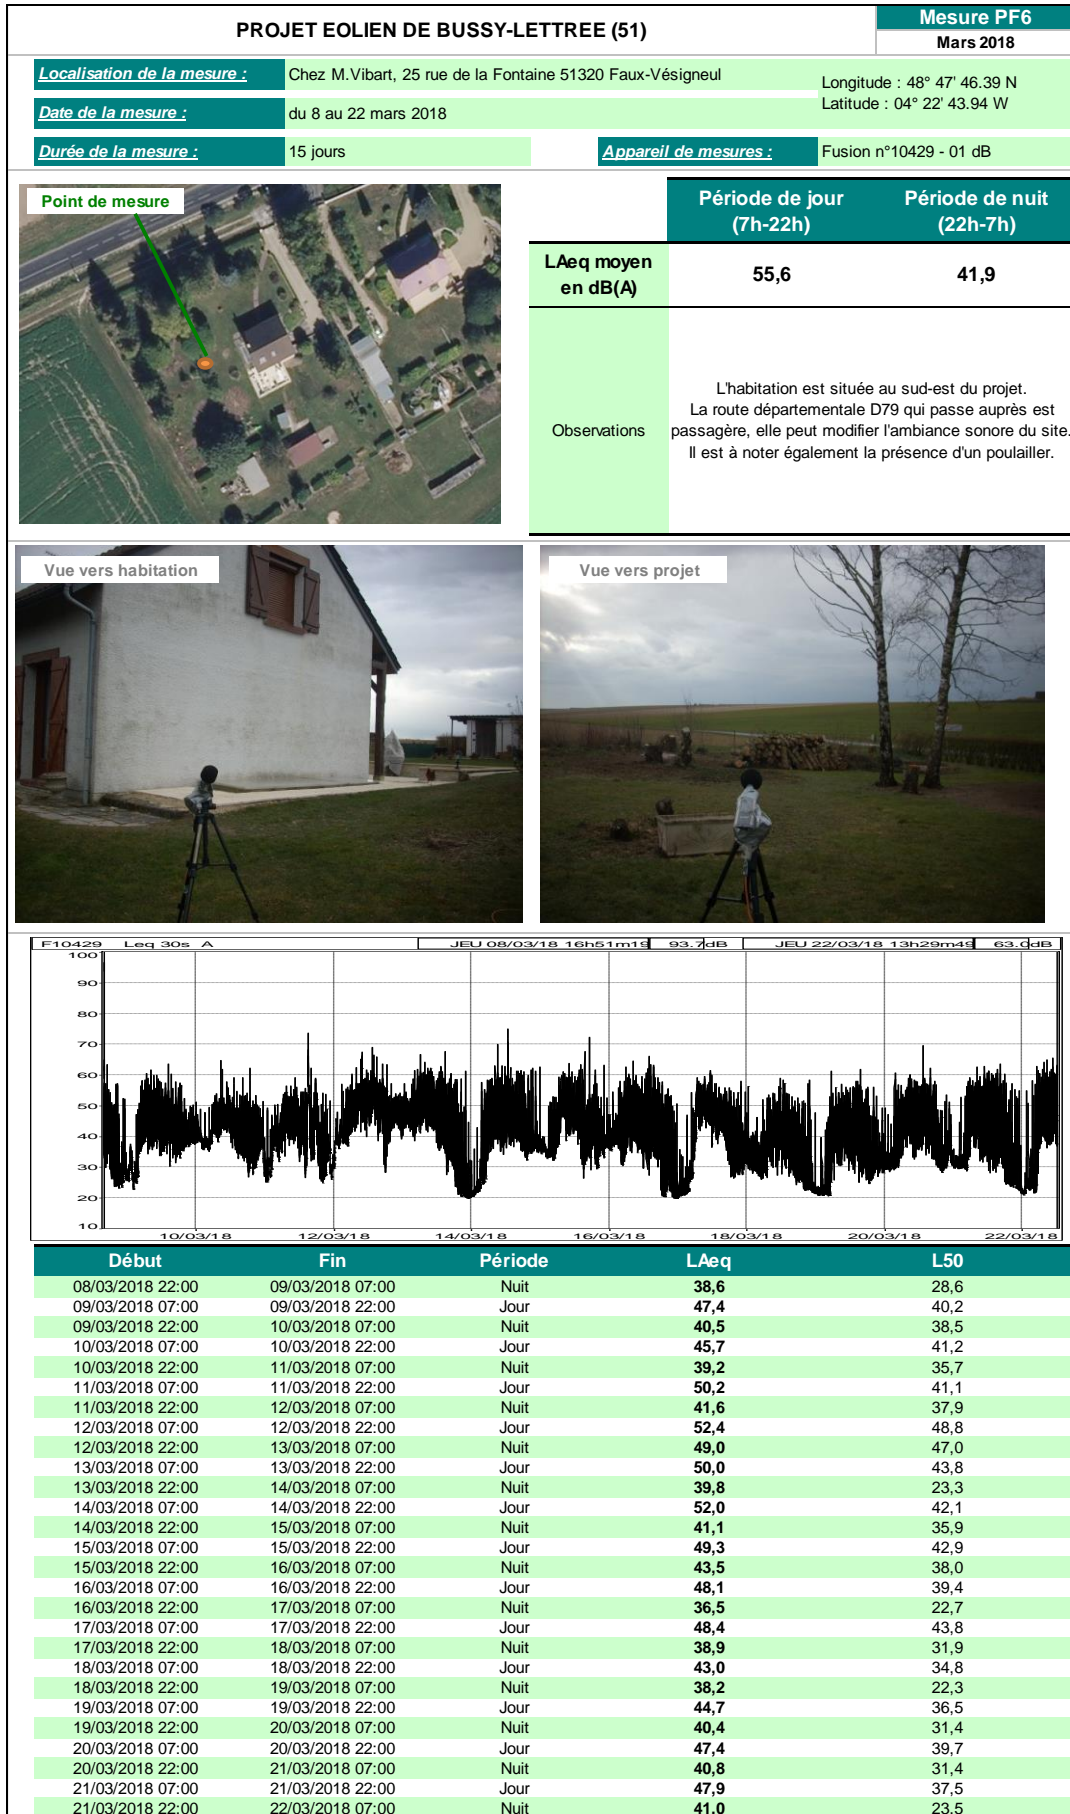 PROJET EOLIEN DE BUSSY-LETTREE (51)
Mesure PF6
Mars 2018
Localisation de la mesure :
Chez M.Vibart, 25 rue de la Fontaine 51320 Faux-Vésigneul
Longitude : 48° 47' 46.39 N
Latitude : 04° 22' 43.94 W
Date de la mesure :
du 8 au 22 mars 2018
Durée de la mesure :
15 jours
Appareil de mesures :
Fusion n°10429 - 01 dB
Point de mesure
Période de jour
(7h-22h)
Période de nuit
(22h-7h)
LAeq moyen
en dB(A)
55,6
41,9
Observations
L'habitation est située au sud-est du projet.
La route départementale D79 qui passe auprès est
passagère, elle peut modifier l'ambiance sonore du site.
Il est à noter également la présence d'un poulailler.
Vue vers habitation
Vue vers projet
F10429 Leq 30s A JEU 08/03/18 16h51m19 93.7dB JEU 22/03/18 13h29m49 63.0dB
100
90
80
70
60
50
40
30
20
10
10/03/18 12/03/18 14/03/18 16/03/18 18/03/18 20/03/18 22/03/18
Début Fin Période LAeq L50
08/03/2018 22:00 09/03/2018 07:00 Nuit 38,6 28,6
09/03/2018 07:00 09/03/2018 22:00 Jour 47,4 40,2
09/03/2018 22:00 10/03/2018 07:00 Nuit 40,5 38,5
10/03/2018 07:00 10/03/2018 22:00 Jour 45,7 41,2
10/03/2018 22:00 11/03/2018 07:00 Nuit 39,2 35,7
11/03/2018 07:00 11/03/2018 22:00 Jour 50,2 41,1
11/03/2018 22:00 12/03/2018 07:00 Nuit 41,6 37,9
12/03/2018 07:00 12/03/2018 22:00 Jour 52,4 48,8
12/03/2018 22:00 13/03/2018 07:00 Nuit 49,0 47,0
13/03/2018 07:00 13/03/2018 22:00 Jour 50,0 43,8
13/03/2018 22:00 14/03/2018 07:00 Nuit 39,8 23,3
14/03/2018 07:00 14/03/2018 22:00 Jour 52,0 42,1
14/03/2018 22:00 15/03/2018 07:00 Nuit 41,1 35,9
15/03/2018 07:00 15/03/2018 22:00 Jour 49,3 42,9
15/03/2018 22:00 16/03/2018 07:00 Nuit 43,5 38,0
16/03/2018 07:00 16/03/2018 22:00 Jour 48,1 39,4
16/03/2018 22:00 17/03/2018 07:00 Nuit 36,5 22,7
17/03/2018 07:00 17/03/2018 22:00 Jour 48,4 43,8
17/03/2018 22:00 18/03/2018 07:00 Nuit 38,9 31,9
18/03/2018 07:00 18/03/2018 22:00 Jour 43,0 34,8
18/03/2018 22:00 19/03/2018 07:00 Nuit 38,2 22,3
19/03/2018 07:00 19/03/2018 22:00 Jour 44,7 36,5
19/03/2018 22:00 20/03/2018 07:00 Nuit 40,4 31,4
20/03/2018 07:00 20/03/2018 22:00 Jour 47,4 39,7
20/03/2018 22:00 21/03/2018 07:00 Nuit 40,8 31,4
21/03/2018 07:00 21/03/2018 22:00 Jour 47,9 37,5
21/03/2018 22:00 22/03/2018 07:00 Nuit 41,0 23,5